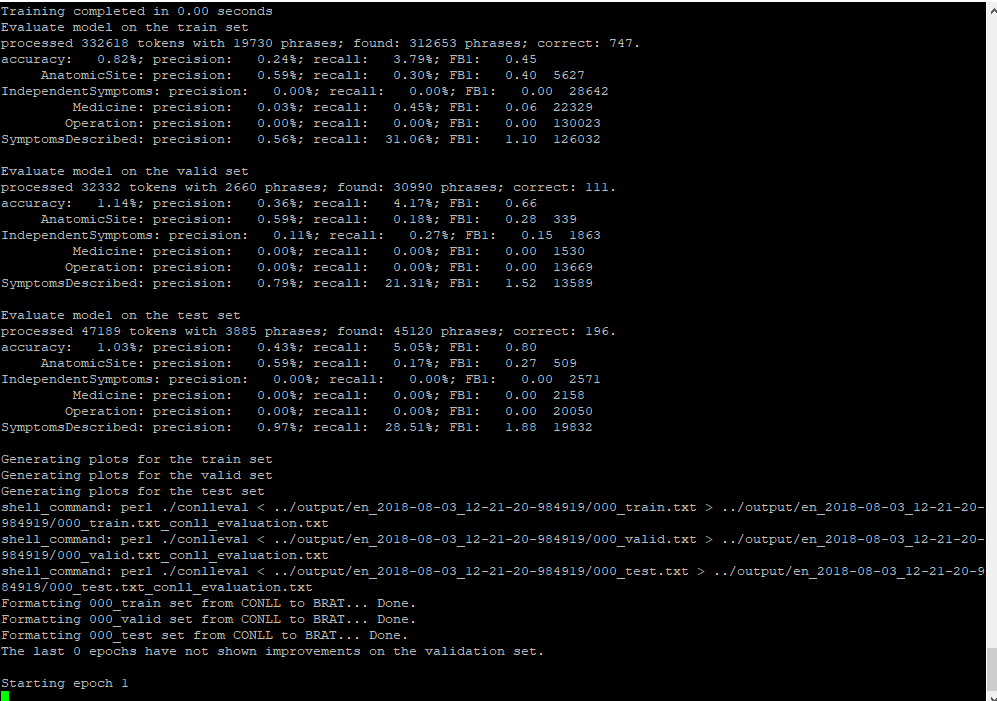 Training completed in 0.00 seconds
Evaluate model on the train set
processed 332618 tokens with 19730 phrases; found: 312653 phrases; correct: 747.
accuracy:   0.82%; precision:   0.24%; recall:   3.79%; FB1:   0.45
     AnatomicSite: precision:   0.59%; recall:   0.30%; FB1:   0.40  5627
IndependentSymptoms: precision:   0.00%; recall:   0.00%; FB1:   0.00  28642
         Medicine: precision:   0.03%; recall:   0.45%; FB1:   0.06  22329
        Operation: precision:   0.00%; recall:   0.00%; FB1:   0.00  130023
SymptomsDescribed: precision:   0.56%; recall:  31.06%; FB1:   1.10  126032

Evaluate model on the valid set
processed 32332 tokens with 2660 phrases; found: 30990 phrases; correct: 111.
accuracy:   1.14%; precision:   0.36%; recall:   4.17%; FB1:   0.66
     AnatomicSite: precision:   0.59%; recall:   0.18%; FB1:   0.28  339
IndependentSymptoms: precision:   0.11%; recall:   0.27%; FB1:   0.15  1863
         Medicine: precision:   0.00%; recall:   0.00%; FB1:   0.00  1530
        Operation: precision:   0.00%; recall:   0.00%; FB1:   0.00  13669
SymptomsDescribed: precision:   0.79%; recall:  21.31%; FB1:   1.52  13589

Evaluate model on the test set
processed 47189 tokens with 3885 phrases; found: 45120 phrases; correct: 196.
accuracy:   1.03%; precision:   0.43%; recall:   5.05%; FB1:   0.80
     AnatomicSite: precision:   0.59%; recall:   0.17%; FB1:   0.27  509
IndependentSymptoms: precision:   0.00%; recall:   0.00%; FB1:   0.00  2571
         Medicine: precision:   0.00%; recall:   0.00%; FB1:   0.00  2158
        Operation: precision:   0.00%; recall:   0.00%; FB1:   0.00  20050
SymptomsDescribed: precision:   0.97%; recall:  28.51%; FB1:   1.88  19832

Generating plots for the train set
Generating plots for the valid set
Generating plots for the test set
shell_command: perl ./conlleval < ../output/en_2018-08-03_12-21-20-984919/000_train.txt > ../output/en_2018-08-03_12-21-20-
984919/000_train.txt_conll_evaluation.txt
shell_command: perl ./conlleval < ../output/en_2018-08-03_12-21-20-984919/000_valid.txt > ../output/en_2018-08-03_12-21-20-
984919/000_valid.txt_conll_evaluation.txt
shell_command: perl ./conlleval < ../output/en_2018-08-03_12-21-20-984919/000_test.txt > ../output/en_2018-08-03_12-21-20-9
84919/000_test.txt_conll_evaluation.txt
Formatting 000_train set from CONLL to BRAT... Done.
Formatting 000_valid set from CONLL to BRAT... Done.
Formatting 000_test set from CONLL to BRAT... Done.
The last 0 epochs have not shown improvements on the validation set.

Starting epoch 1